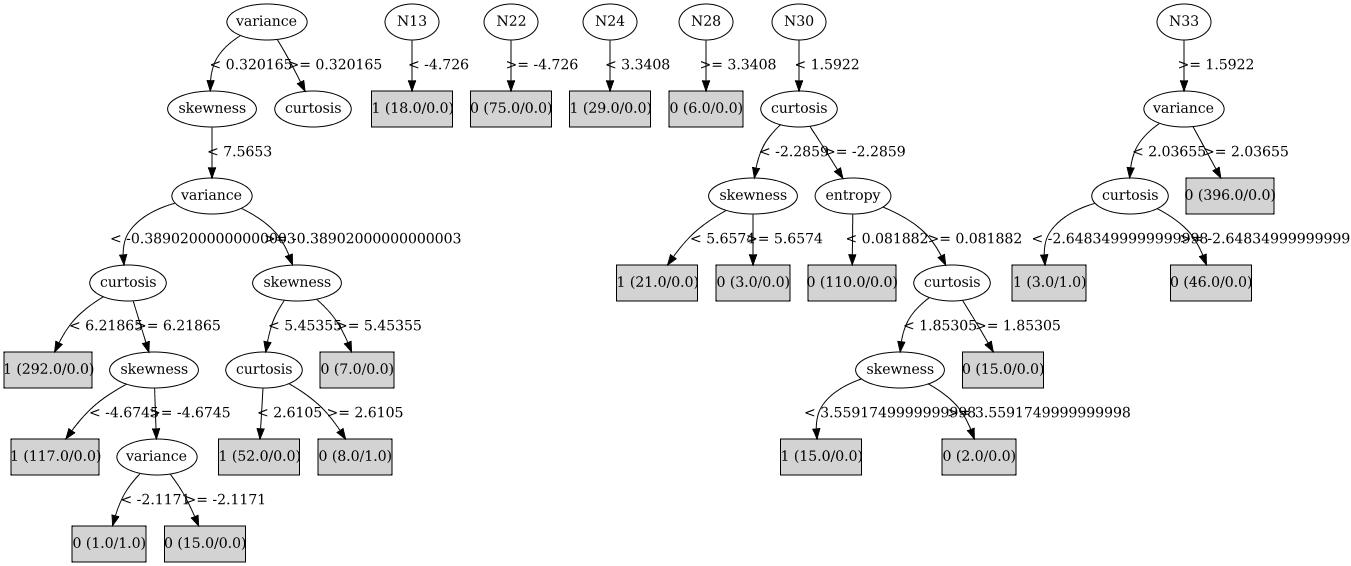 variance N13 N22 N24 N28 N30 N33
< 0.320165 >= 0.320165 < -4.726 >= -4.726 < 3.3408 >= 3.3408 < 1.5922 >= 1.5922
skewness curtosis 1 (18.0/0.0) 0 (75.0/0.0) 1 (29.0/0.0) 0 (6.0/0.0) curtosis variance
< 7.5653 < -2.2859 >= -2.2859 < 2.03655 >= 2.03655
variance skewness entropy curtosis 0 (396.0/0.0)
< -0.38902000000000003 >= -0.38902000000000003 < 5.6574 >= 5.6574 < 0.081882 >= 0.081882 < -2.6483499999999998 >= -2.64834999999999
curtosis skewness 1 (21.0/0.0) 0 (3.0/0.0) 0 (110.0/0.0) curtosis 1 (3.0/1.0) 0 (46.0/0.0)
< 6.21865 >= 6.21865 < 5.45355 >= 5.45355 < 1.85305 >= 1.85305
1 (292.0/0.0) skewness curtosis 0 (7.0/0.0) skewness 0 (15.0/0.0)
< -4.6745 >= -4.6745 < 2.6105 >= 2.6105 < 3.5591749999999998 >= 3.5591749999999998
1 (117.0/0.0) variance 1 (52.0/0.0) 0 (8.0/1.0) 1 (15.0/0.0) 0 (2.0/0.0)
< -2.1171 >= -2.1171
0 (1.0/1.0) 0 (15.0/0.0)